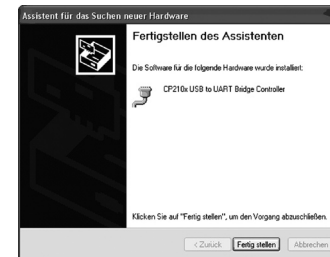 Assistent für das Suchen neuer Hardware
Fertigstellen des Assistenten
Die Software für die folgende Hardware wurde installiert:
CP210x USB to UART Bridge Controller
Klicken Sie auf "Fertig stellen", um den Vorgang abzuschließen.
< Zurück Fertig stellen Abbrechen